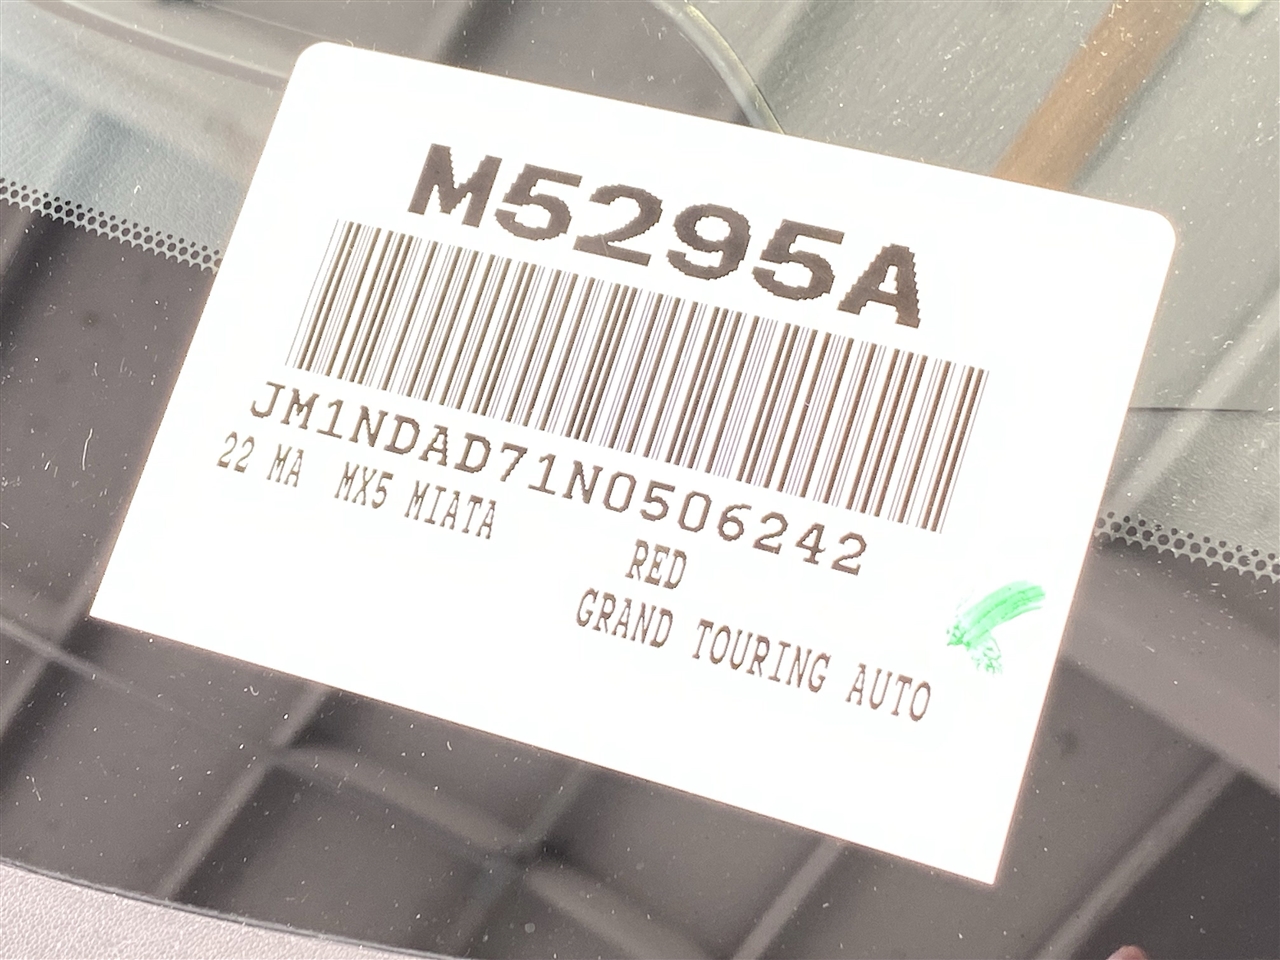 M5295A
JM1NDAD71N0506242
22 MA MX5 MIATA
RED
GRAND TOURING AUTO